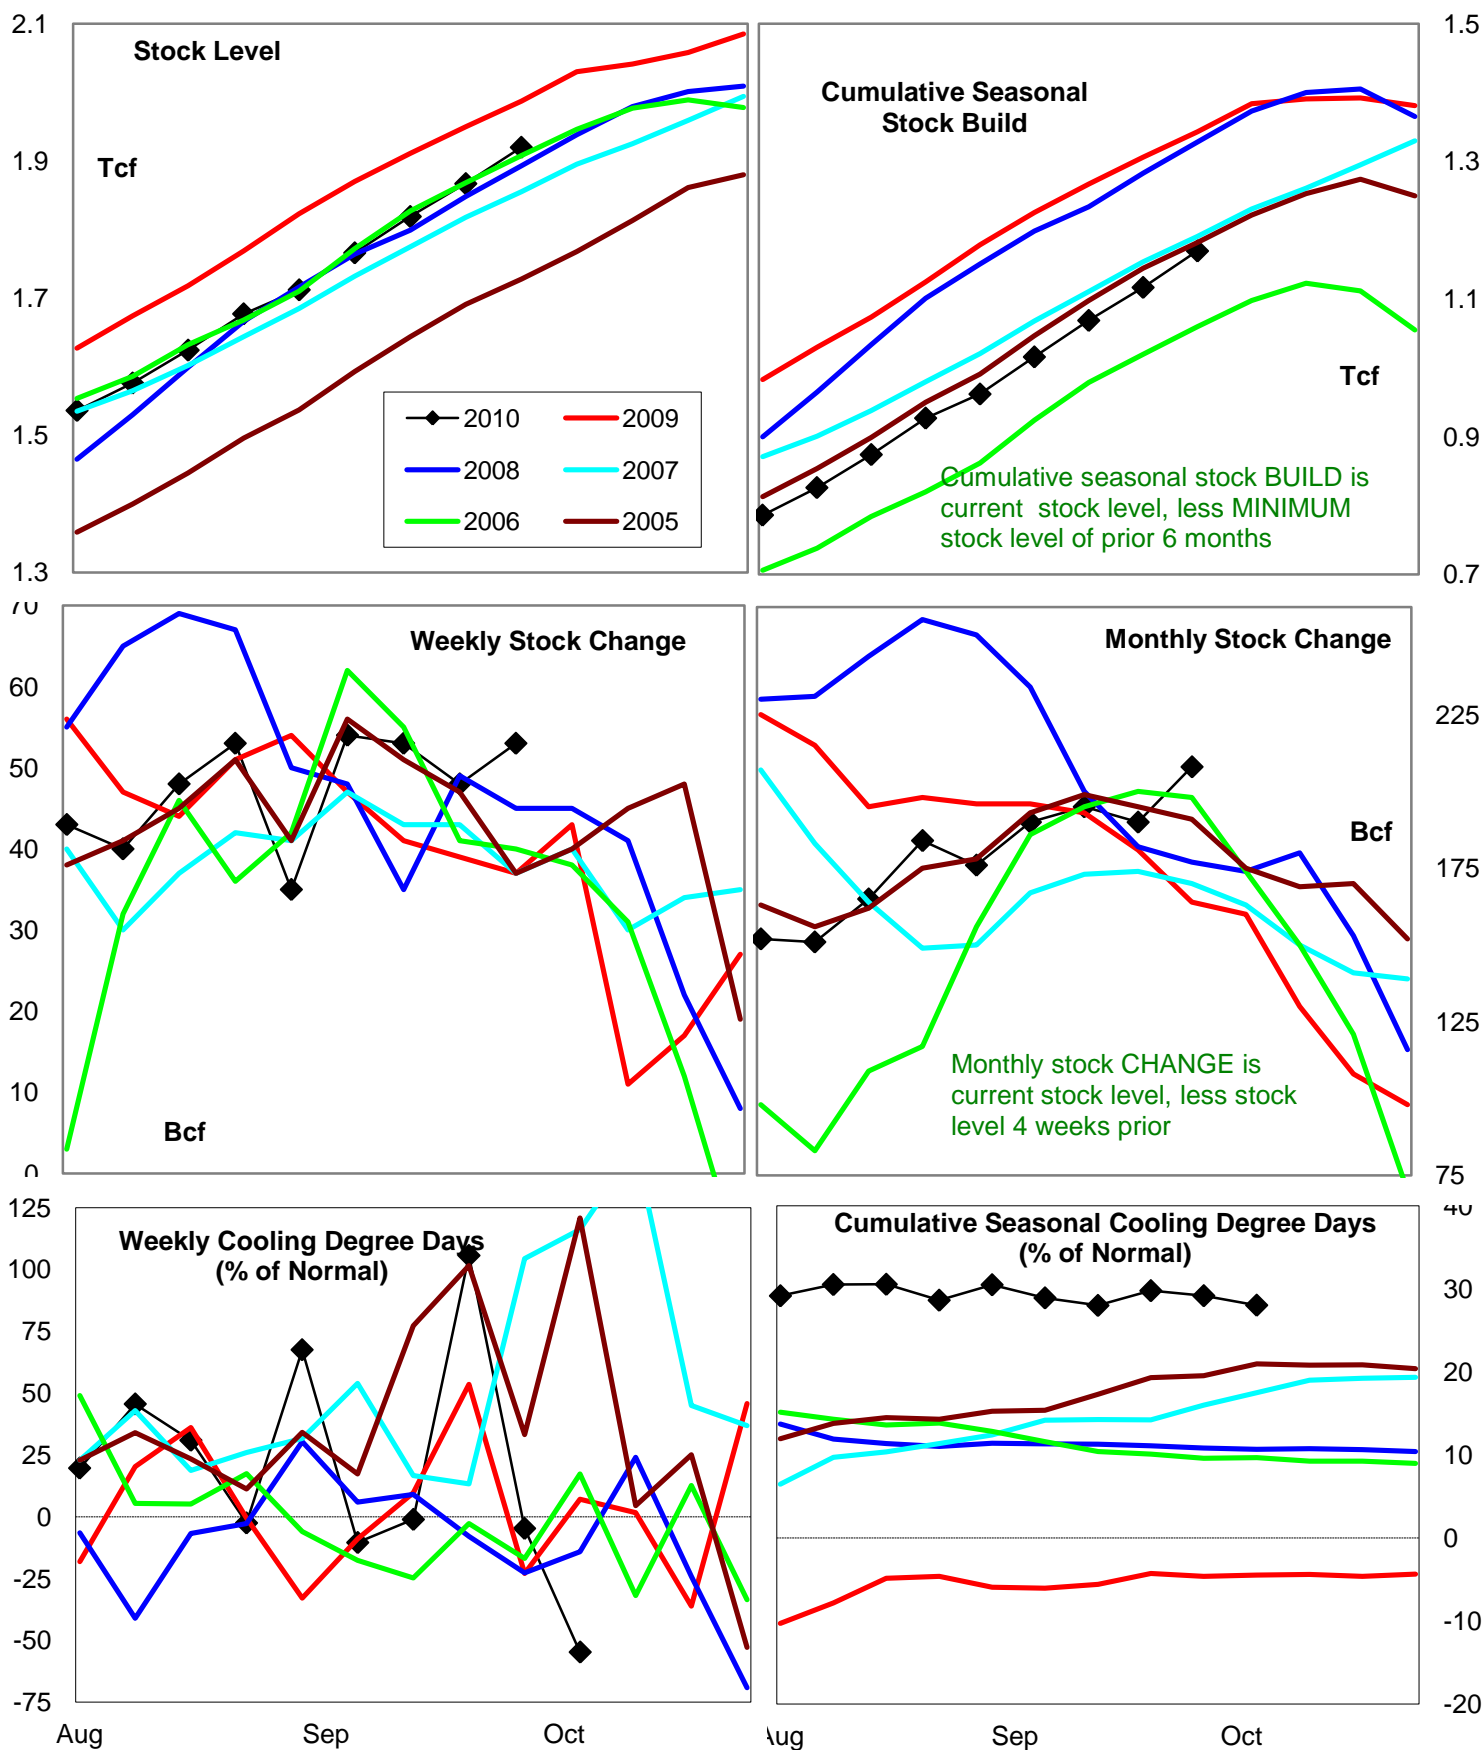 2.1
Stock Level
Tcf
1.9
1.7
1.5
1.3
2010
2009
2008
2007
2006
2005
1.5
Cumulative Seasonal
Stock Build
1.3
1.1
Tcf
0.9
0.7
Cumulative seasonal stock BUILD is
current stock level, less MINIMUM
stock level of prior 6 months
70
Weekly Stock Change
60
50
40
30
20
10
0
Bcf
Monthly Stock Change
225
Bcf
175
125
75
Monthly stock CHANGE is
current stock level, less stock
level 4 weeks prior
125
Weekly Cooling Degree Days
(% of Normal)
100
75
50
25
0
-25
-50
-75
Aug
Sep
Oct
40
Cumulative Seasonal Cooling Degree Days
(% of Normal)
30
20
10
0
-10
-20
Aug
Sep
Oct